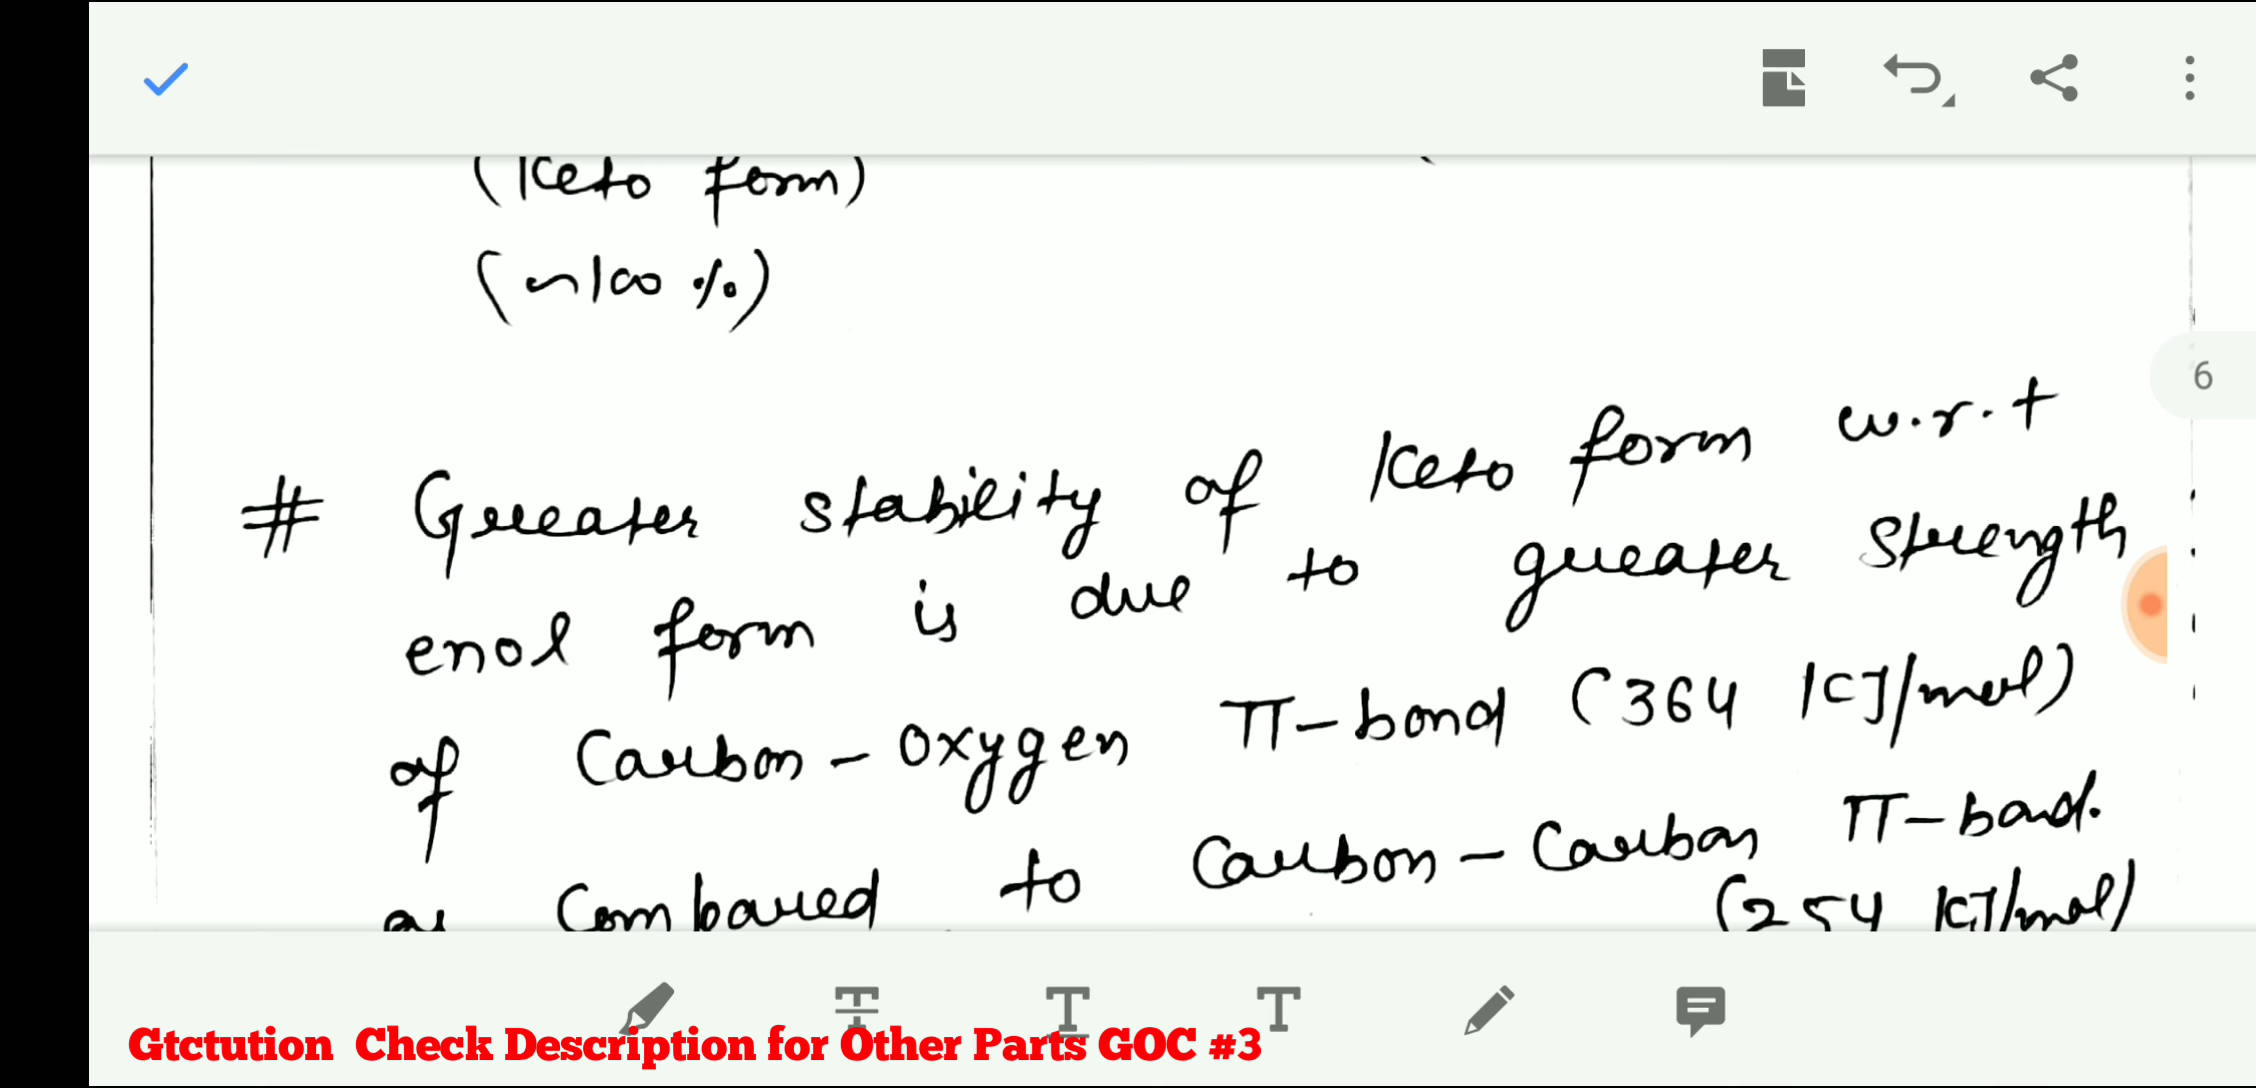 (Keto form)
(~100 %)
6
# Greater stability of Keto form w.r.t
enol form is due to greater strength
of Carbon-oxygen π-bond (364 KJ/mol)
as Compared to Carbon-Carbon π-bond.
(254 KJ/mol)
Gtctution Check Description for Other Parts GOC #3